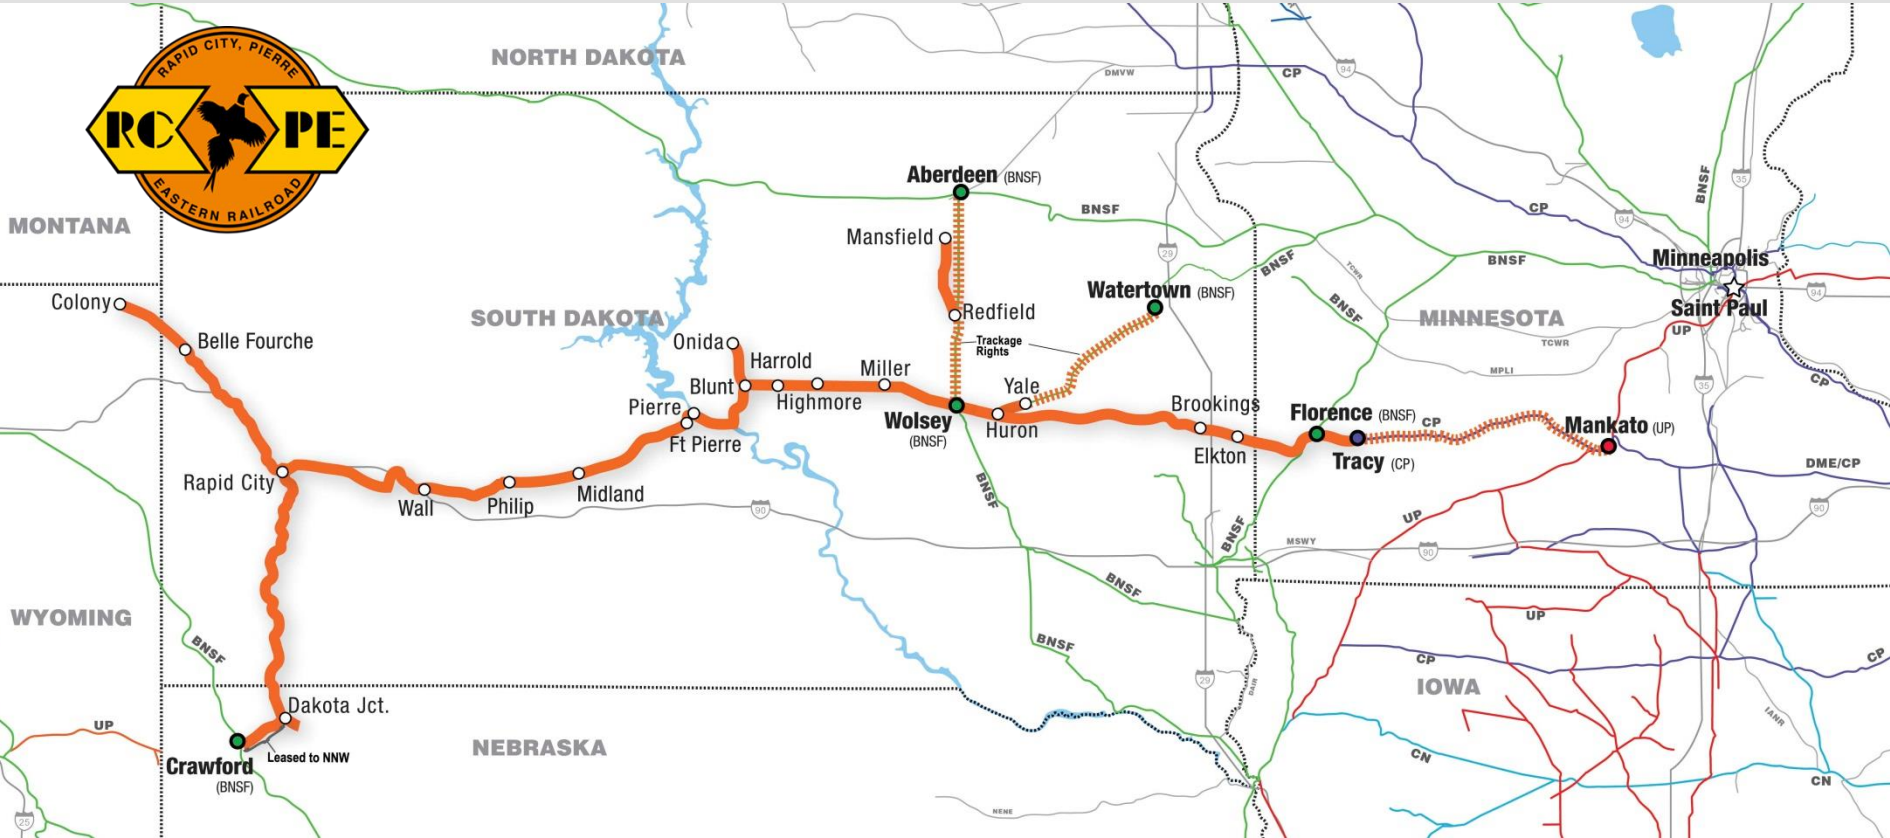 RAPID CITY, PIERRE
RC PE
EASTERN RAILROAD
NORTH DAKOTA
MONTANA
SOUTH DAKOTA
MINNESOTA
WYOMING
NEBRASKA
IOWA
DMVW
CP
94
35
BNSF
Aberdeen (BNSF)
BNSF
CP
94
Mansfield
29
BNSF
TCWR
BNSF
Minneapolis
Saint Paul
94
UP
Colony
Belle Fourche
Watertown (BNSF)
BNSF
Redfield
Trackage
Rights
TCWR
MPLI
35
CP
Onida
Harrold
Blunt
Highmore
Miller
Yale
Pierre
Ft Pierre
Wolsey
(BNSF)
Huron
Brookings
Elkton
Florence (BNSF)
Tracy (CP)
CP
Mankato (UP)
DME/CP
Rapid City
Wall
Philip
Midland
90
BNSF
BNSF
UP
90
MSWY
90
BNSF
BNSF
UP
BNSF
CP
CP
29
DAIR
IANR
Dakota Jct.
Leased to NNW
Crawford
(BNSF)
UP
25
CN
CN
NENE